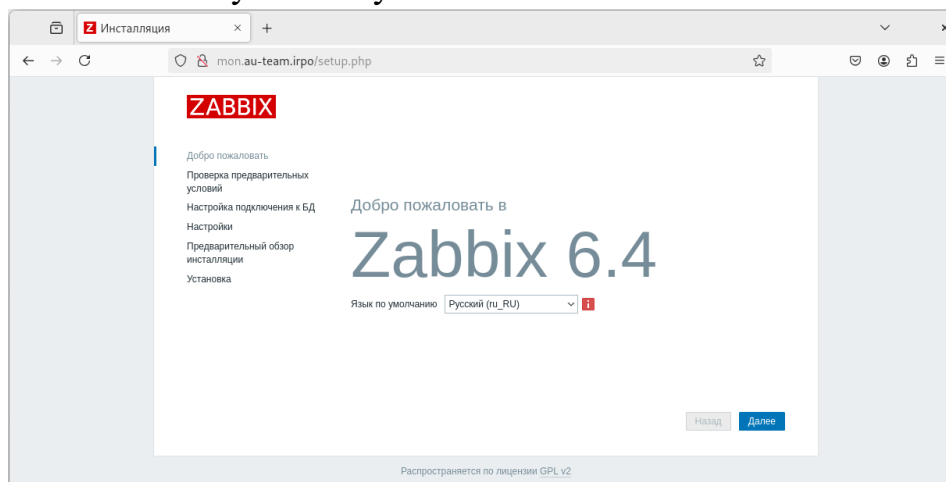 Инсталляция
mon.au-team.irpo/setup.php
ZABBIX
Добро пожаловать
Проверка предварительных
условий
Настройка подключения к БД
Настройки
Предварительный обзор
инсталляции
Установка
Добро пожаловать в
Zabbix 6.4
Язык по умолчанию Русский (ru_RU)
Назад Далее
Распространяется по лицензии GPL v2